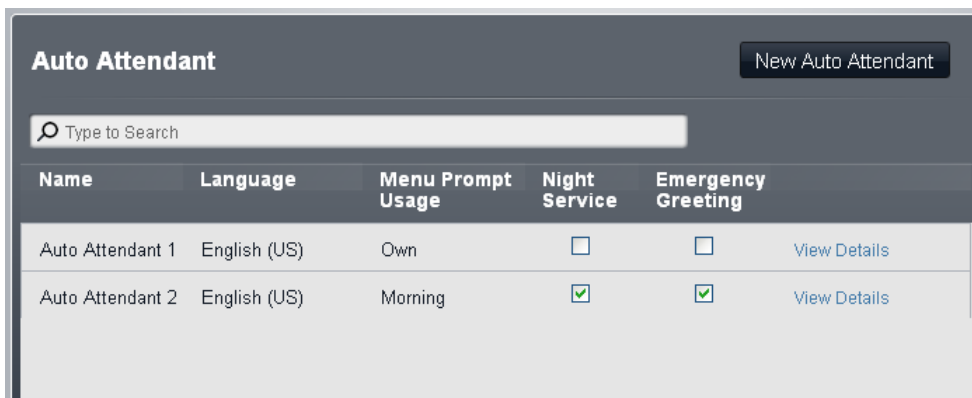 Auto Attendant
New Auto Attendant
Type to Search
Name Language Menu Prompt Usage Night Service Emergency Greeting
Auto Attendant 1 English (US) Own View Details
Auto Attendant 2 English (US) Morning View Details